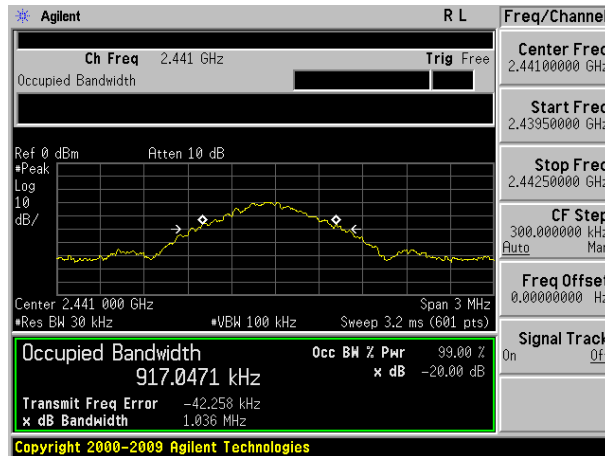 Agilent R L Freq/Channel
Ch Freq 2.441 GHz Trig Free
Occupied Bandwidth
Center Freq
2.44100000 GHz
Start Freq
2.43950000 GHz
Stop Freq
2.44250000 GHz
CF Step
300.000000 kHz
Auto Man
Freq Offset
0.00000000 Hz
Signal Track
On Off
Ref 0 dBm Atten 10 dB
#Peak
Log
10
dB/
Center 2.441 000 GHz Span 3 MHz
#Res BW 30 kHz #VBW 100 kHz Sweep 3.2 ms (601 pts)
Occupied Bandwidth Occ BW % Pwr 99.00 %
917.0471 kHz x dB -20.00 dB
Transmit Freq Error -42.258 kHz
x dB Bandwidth 1.036 MHz
Copyright 2000-2009 Agilent Technologies